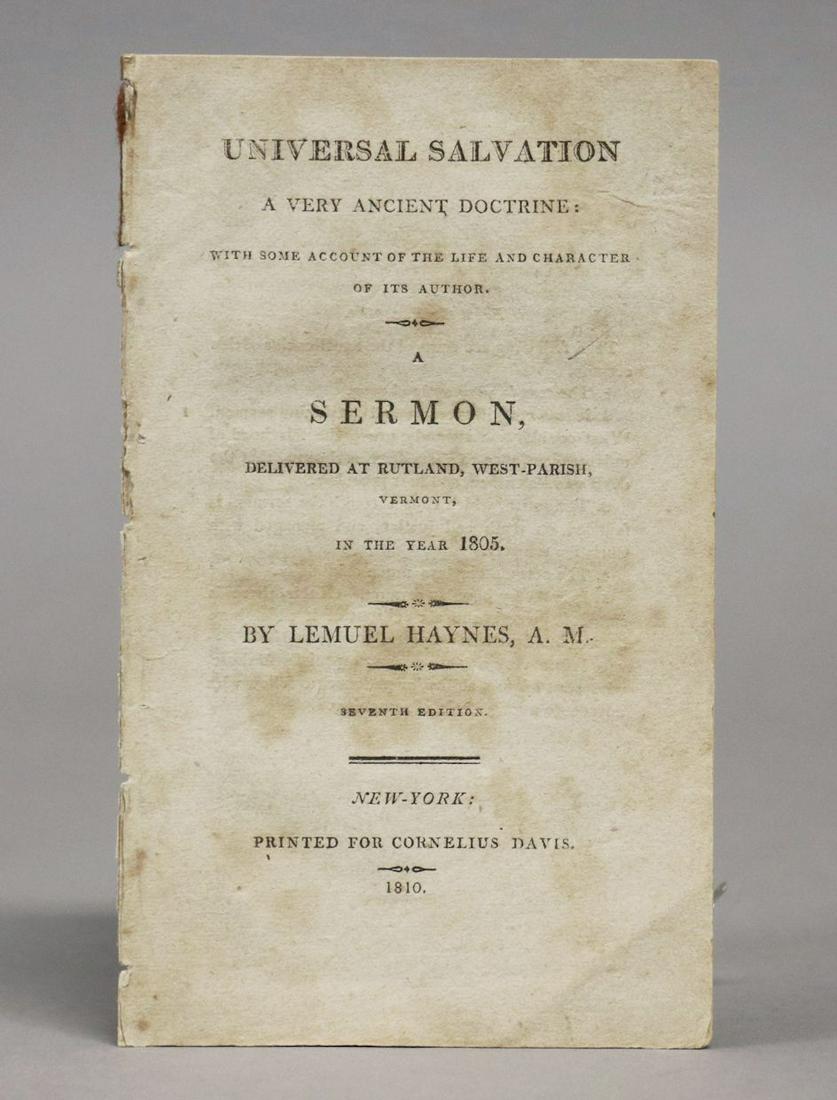 UNIVERSAL SALVATION
A VERY ANCIENT DOCTRINE:
WITH SOME ACCOUNT OF THE LIFE AND CHARACTER
OF ITS AUTHOR.
A
SERMON,
DELIVERED AT RUTLAND, WEST-PARISH,
VERMONT,
IN THE YEAR 1805.
BY LEMUEL HAYNES, A. M.
SEVENTH EDITION.
NEW-YORK:
PRINTED FOR CORNELIUS DAVIS.
1810.